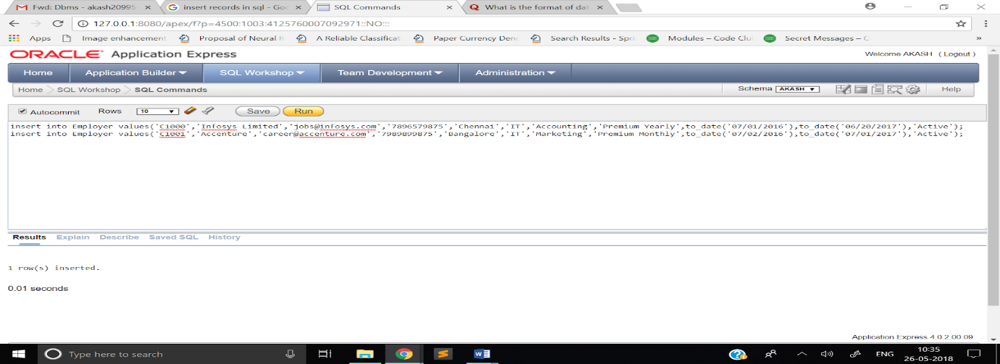 Fwd: Dbms - akash20995
insert records in sql - Goo
SQL Commands
What is the format of dat
127.0.0.1:8080/apex/f?p=4500:1003:4125760007092971::NO:::
Apps
Image enhancement
Proposal of Neural
A Reliable Classificat
Paper Currency Deno
Search Results - Spri
Modules – Code Clu
Secret Messages – C
»
ORACLE Application Express
Welcome AKASH ( Logout )
Home
Application Builder
SQL Workshop
Team Development
Administration
Home
SQL Workshop
SQL Commands
Schema AKASH
Help
Autocommit
Rows 10
Save
Run
insert into Employer values('C1000','Infosys Limited','jobs@infosys.com','7896579875','Chennai','IT','Accounting','Premium Yearly',to_date('07/01/2016'),to_date('06/20/2017'),'Active');
insert into Employer values('C1001','Accenture','career@accenture.com','7989899875','Bangalore','IT','Marketing','Premium Monthly',to_date('07/02/2016'),to_date('07/01/2017'),'Active');
Results
Explain
Describe
Saved SQL
History
1 row(s) inserted.
0.01 seconds
Application Express 4.0.2.00.09
Type here to search
ENG
10:35
26-05-2018